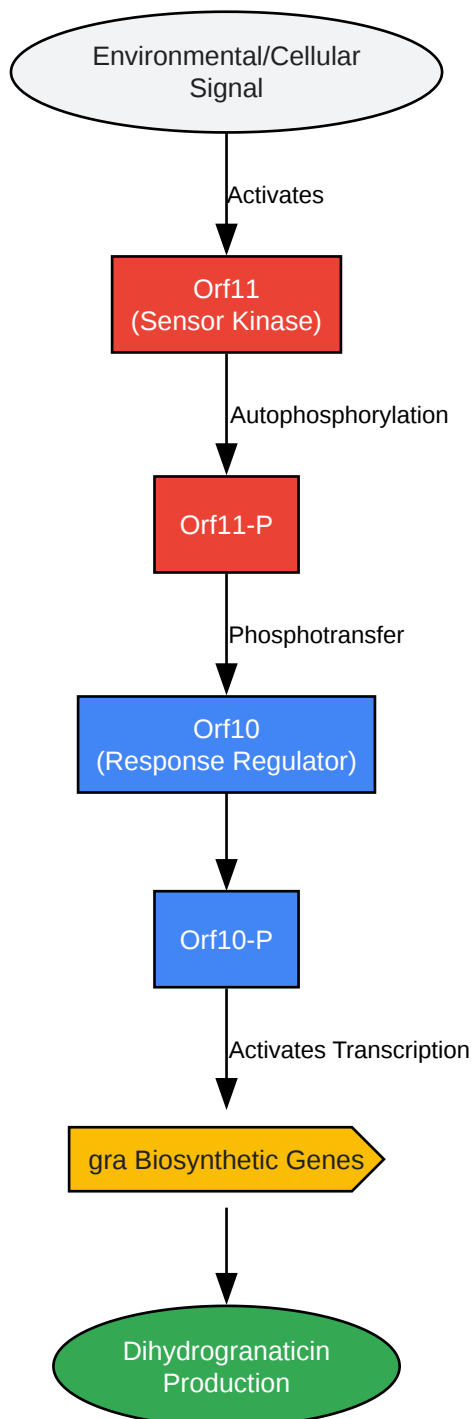 Environmental/Cellular
Signal
Activates
Orf11
(Sensor Kinase)
Autophosphorylation
Orf11-P
Phosphotransfer
Orf10
(Response Regulator)
Orf10-P
Activates Transcription
gra Biosynthetic Genes
Dihydrogranaticin
Production